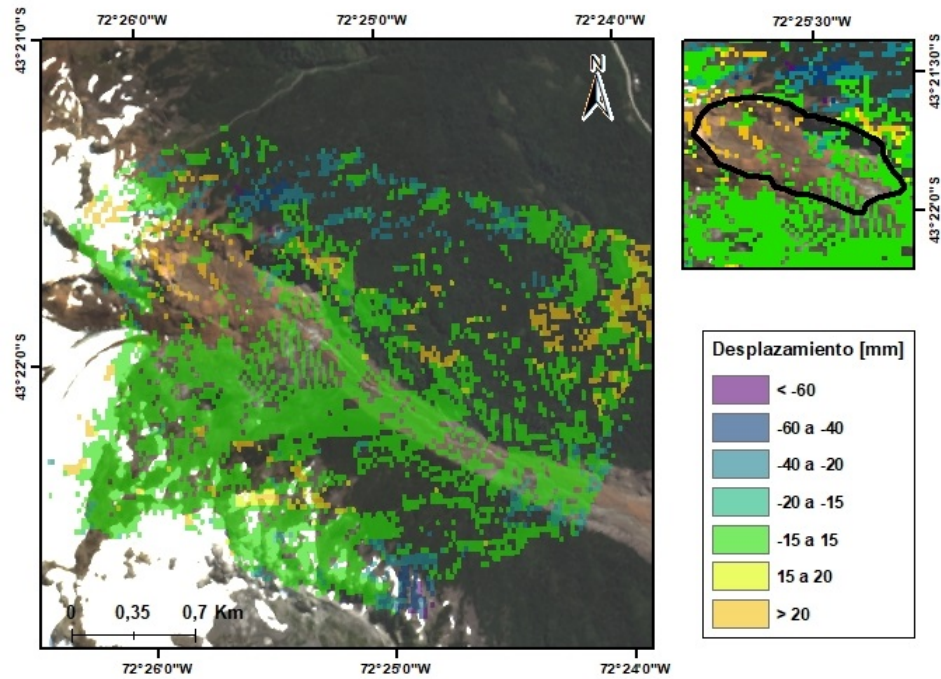 72°26'0"W 72°25'0"W 72°24'0"W
72°25'30"W
43°21'0"S
43°22'0"S
N
43°21'30"S
43°22'0"S
Desplazamiento [mm]
< -60
-60 a -40
-40 a -20
-20 a -15
-15 a 15
15 a 20
> 20
0 0,35 0,7 Km
72°26'0"W 72°25'0"W 72°24'0"W